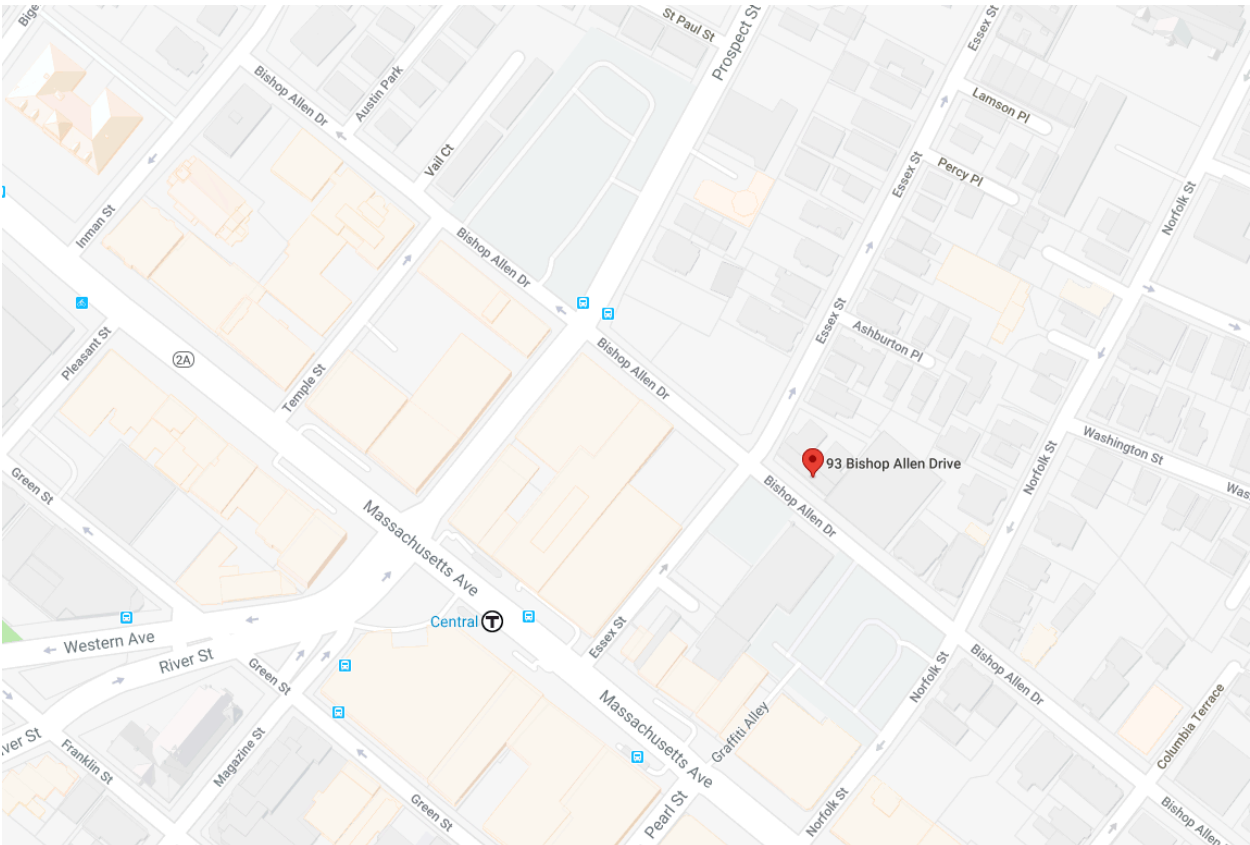 Bige
St Paul St
Prospect St
Essex St
Bishop Allen Dr
Austin Park
Lamson Pl
Vail Ct
Essex St
Percy Pl
Norfolk St
Inman St
Bishop Allen Dr
Essex St
Ashburton Pl
Pleasant St
2A
Bishop Allen Dr
Temple St
Washington St
Was
93 Bishop Allen Drive
Norfolk St
Green St
Bishop Allen Dr
Massachusetts Ave
Central T
Western Ave
Essex St
River St
Green St
Bishop Allen Dr
Norfolk St
Massachusetts Ave
Graffiti Alley
Columbia Terrace
ver St
Franklin St
Magazine St
Green St
Pearl St
Norfolk St
Bishop Allen